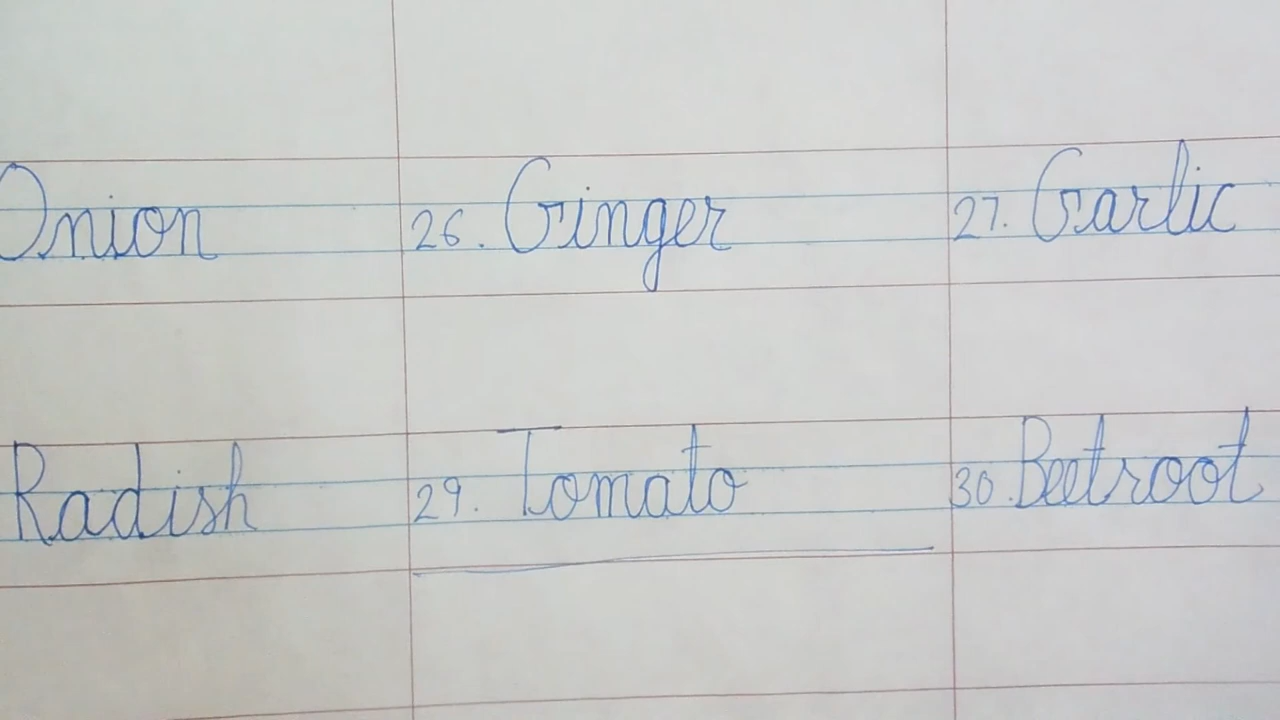 Onion 26. Ginger 27. Garlic
Radish 29. Tomato 30. Beetroot